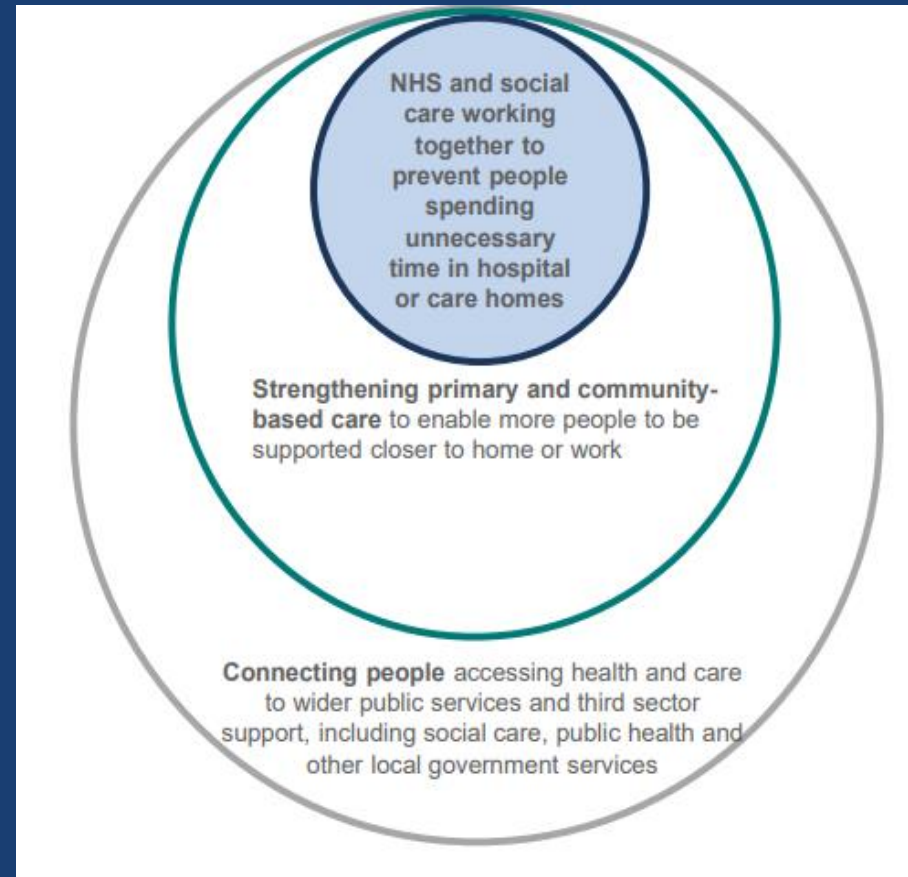 NHS and social
care working
together to
prevent people
spending
unnecessary
time in hospital
or care homes
Strengthening primary and community-
based care to enable more people to be
supported closer to home or work
Connecting people accessing health and care
to wider public services and third sector
support, including social care, public health and
other local government services